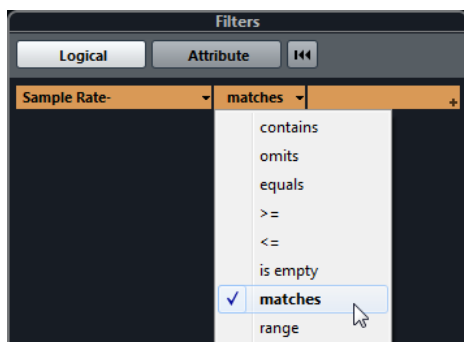 Filters
Logical Attribute
Sample Rate- matches +
contains
omits
equals
>=
<=
is empty
✓ matches
range